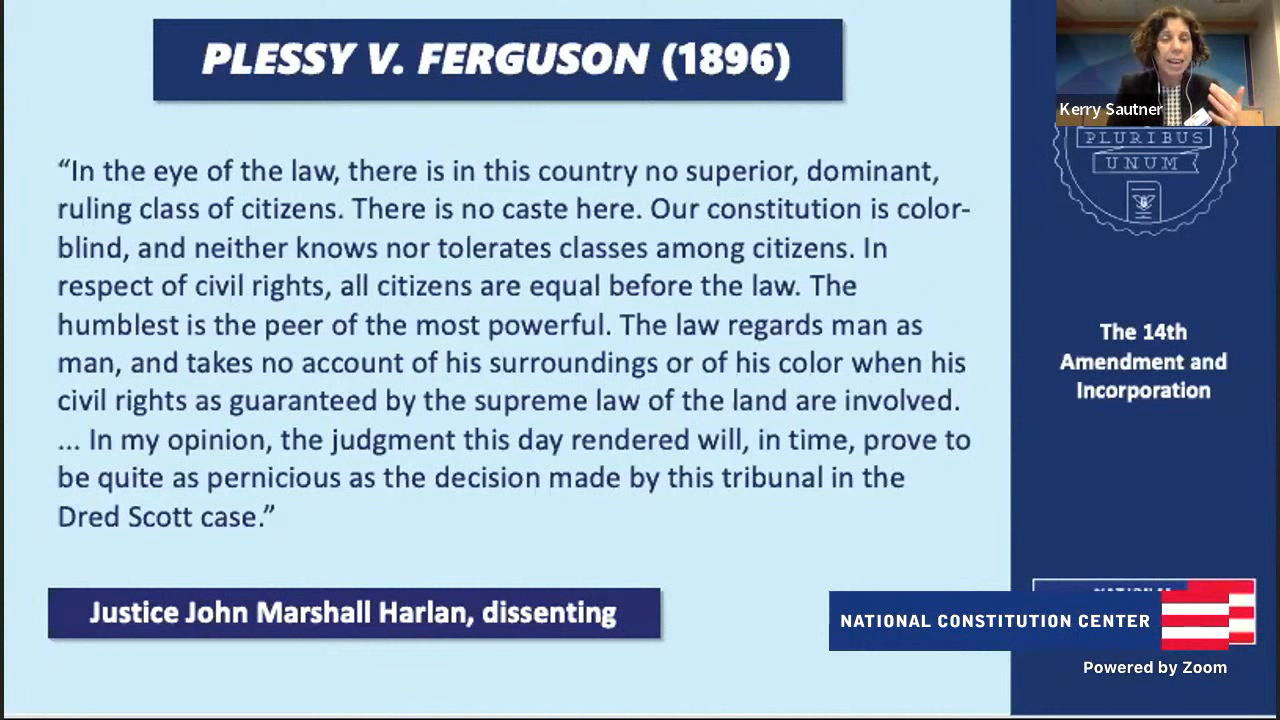 PLESSY V. FERGUSON (1896)
“In the eye of the law, there is in this country no superior, dominant,
ruling class of citizens. There is no caste here. Our constitution is color-
blind, and neither knows nor tolerates classes among citizens. In
respect of civil rights, all citizens are equal before the law. The
humblest is the peer of the most powerful. The law regards man as
man, and takes no account of his surroundings or of his color when his
civil rights as guaranteed by the supreme law of the land are involved.
... In my opinion, the judgment this day rendered will, in time, prove to
be quite as pernicious as the decision made by this tribunal in the
Dred Scott case.”
Justice John Marshall Harlan, dissenting
Kerry Sautner
PLURIBUS
UNUM
The 14th
Amendment and
Incorporation
NATIONAL CONSTITUTION CENTER
Powered by Zoom